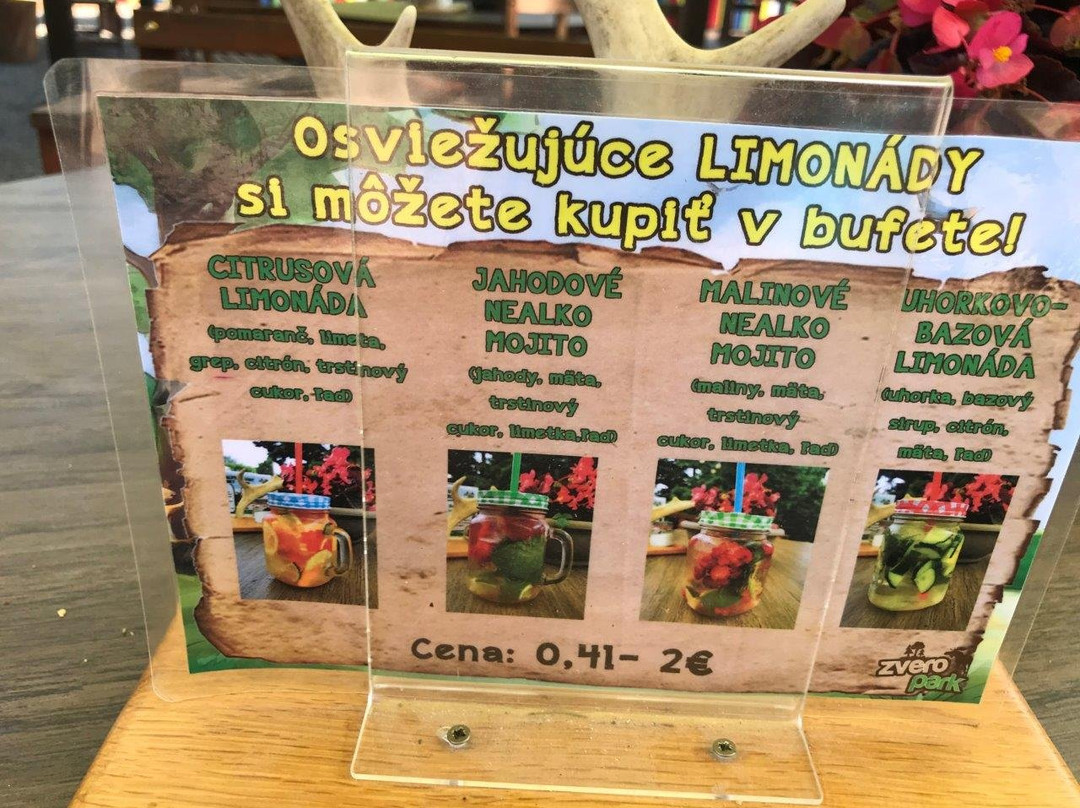 Osviežujúce LIMONÁDY
si môžete kupiť v bufete!
CITRUSOVÁ
LIMONÁDA
(pomaranč, limeta,
grep, citrón, trstinový
cukor, ľad)
JAHODOVÉ
NEALKO
MOJITO
(jahody, mäta,
trstinový
cukor, limetka,ľad)
MALINOVÉ
NEALKO
MOJITO
(maliny, mäta,
trstinový
cukor, limetka, ľad)
UHORKOVO-
BAZOVÁ
LIMONÁDA
(uhorka, bazový
sirup, citrón,
mäta, ľad)
Cena: 0,4l- 2€
zvero
park